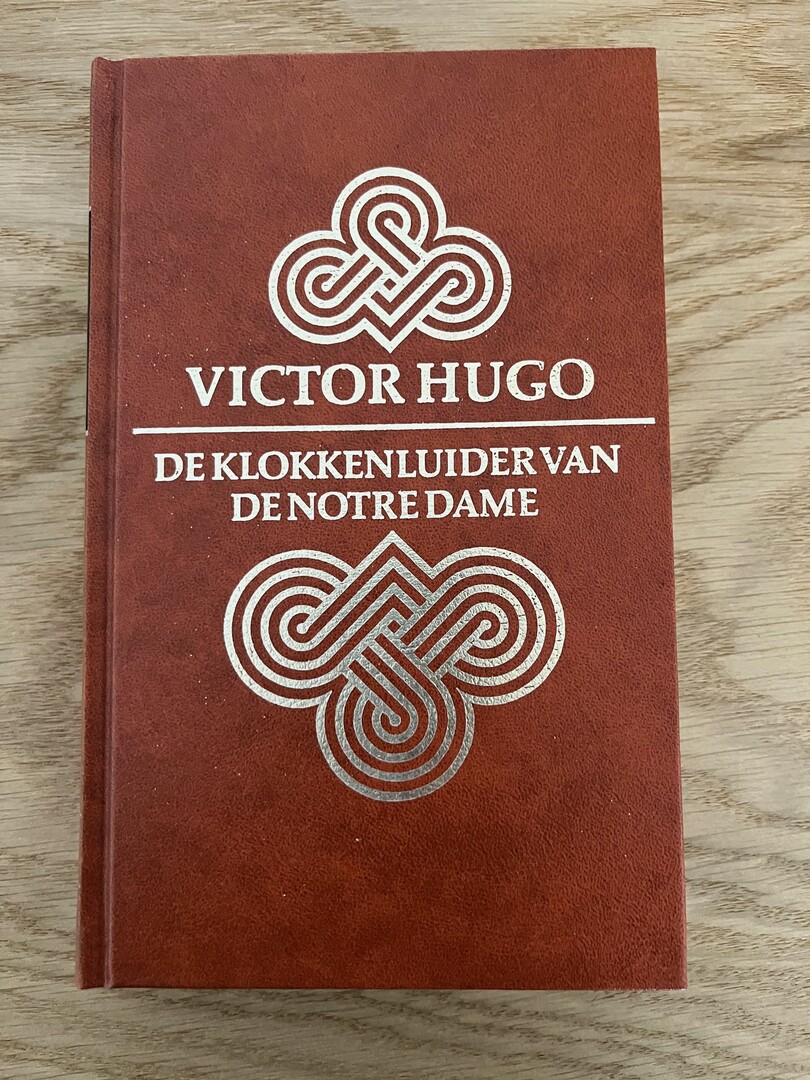 VICTOR HUGO
DE KLOKKENLUIDER VAN
DE NOTRE DAME